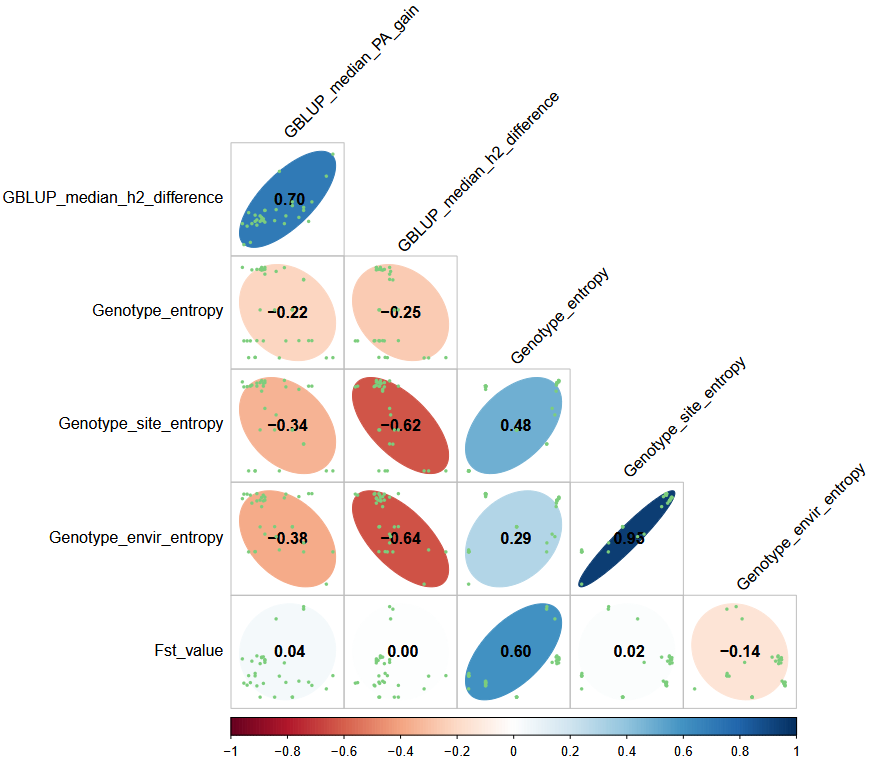 GBLUP_median_PA_gain
GBLUP_median_h2_difference
Genotype_entropy
Genotype_site_entropy
Genotype_envir_entropy
GBLUP_median_h2_difference 0.70
Genotype_entropy −0.22 −0.25
Genotype_site_entropy −0.34 −0.62 0.48
Genotype_envir_entropy −0.38 −0.64 0.29 0.95
Fst_value 0.04 0.00 0.60 0.02 −0.14
−1 −0.8 −0.6 −0.4 −0.2 0 0.2 0.4 0.6 0.8 1